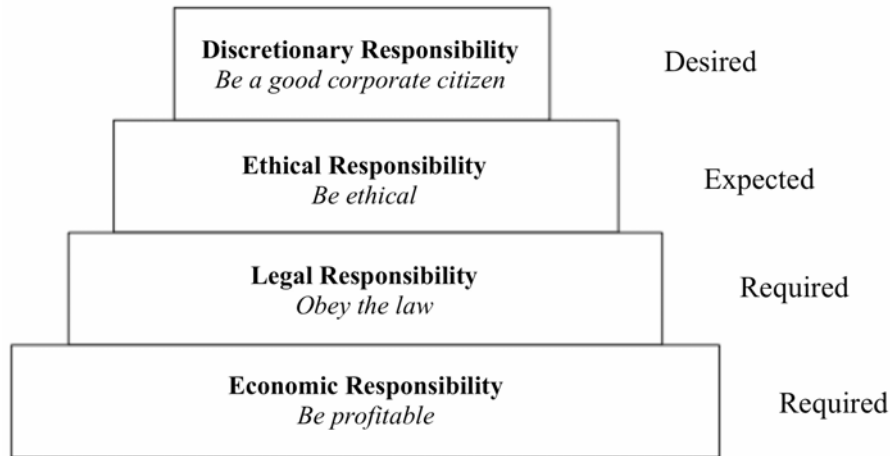 Discretionary Responsibility
Be a good corporate citizen
Desired
Ethical Responsibility
Be ethical
Expected
Legal Responsibility
Obey the law
Required
Economic Responsibility
Be profitable
Required